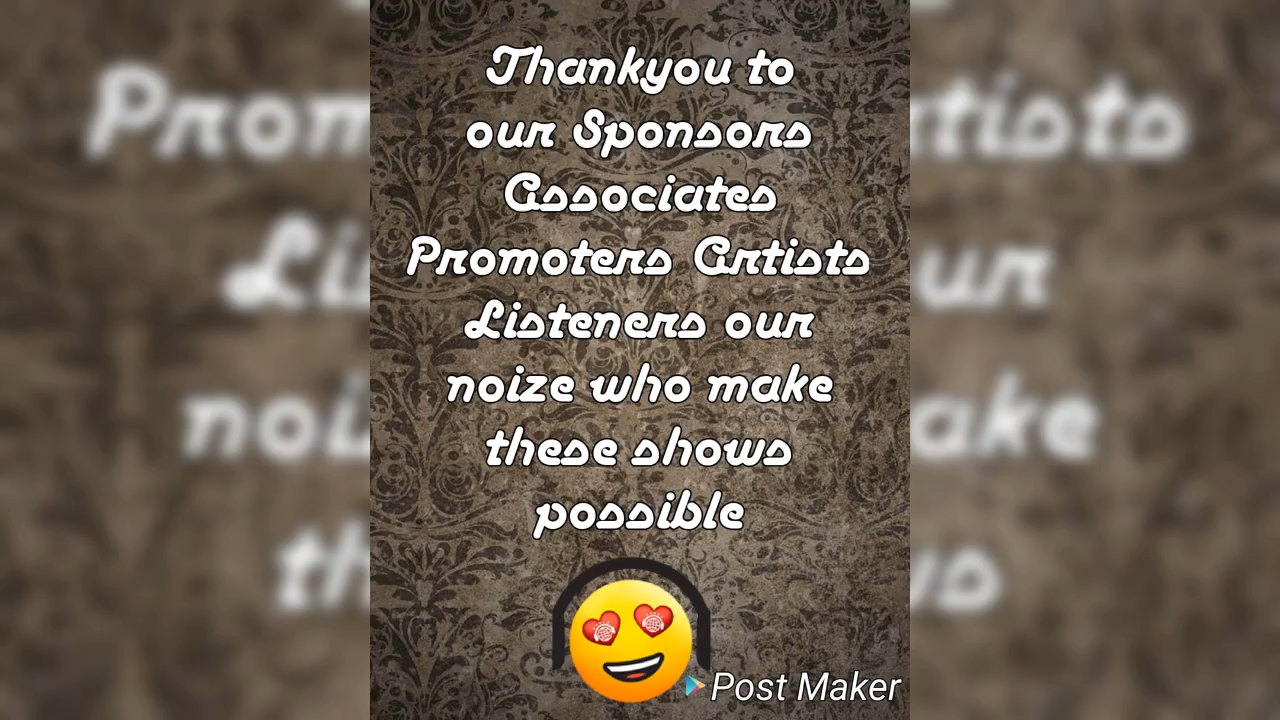 Thankyou to
our Sponsors
Associates
Promoters Artists
Listeners our
noize who make
these shows
possible
Post Maker